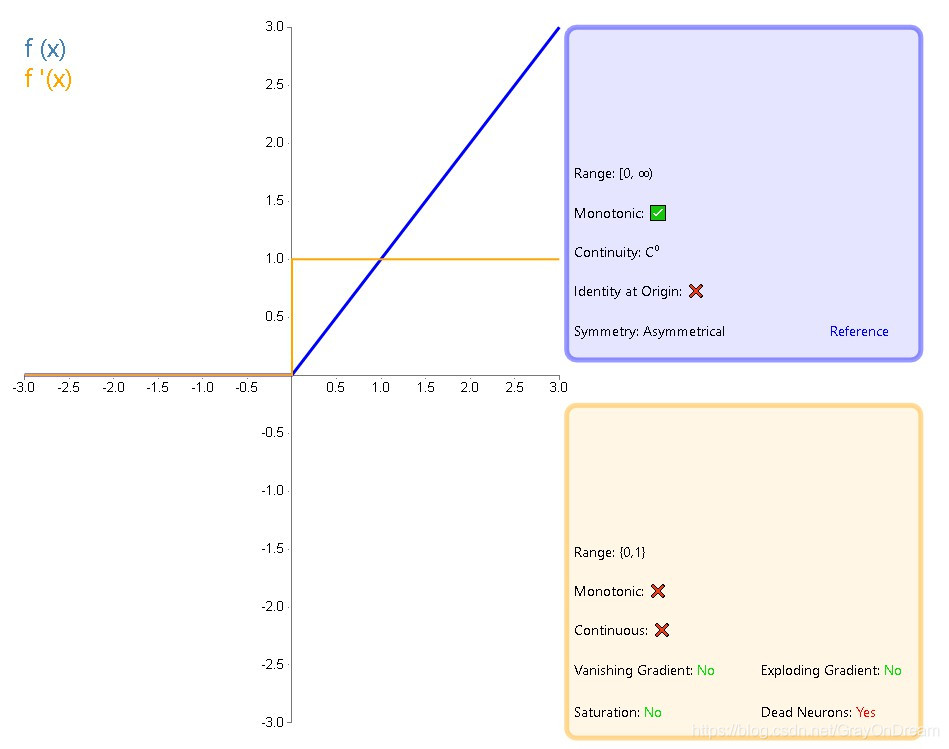 f (x)
f '(x)
3.0
2.5
2.0
1.5
1.0
0.5
-3.0 -2.5 -2.0 -1.5 -1.0 -0.5 0.5 1.0 1.5 2.0 2.5 3.0
-0.5
-1.0
-1.5
-2.0
-2.5
-3.0
Range: [0, ∞)
Monotonic: ✓
Continuity: C⁰
Identity at Origin: ✗
Symmetry: Asymmetrical Reference
Range: {0,1}
Monotonic: ✗
Continuous: ✗
Vanishing Gradient: No Exploding Gradient: No
Saturation: No Dead Neurons: Yes
https://blog.csdn.net/GrayOnDream